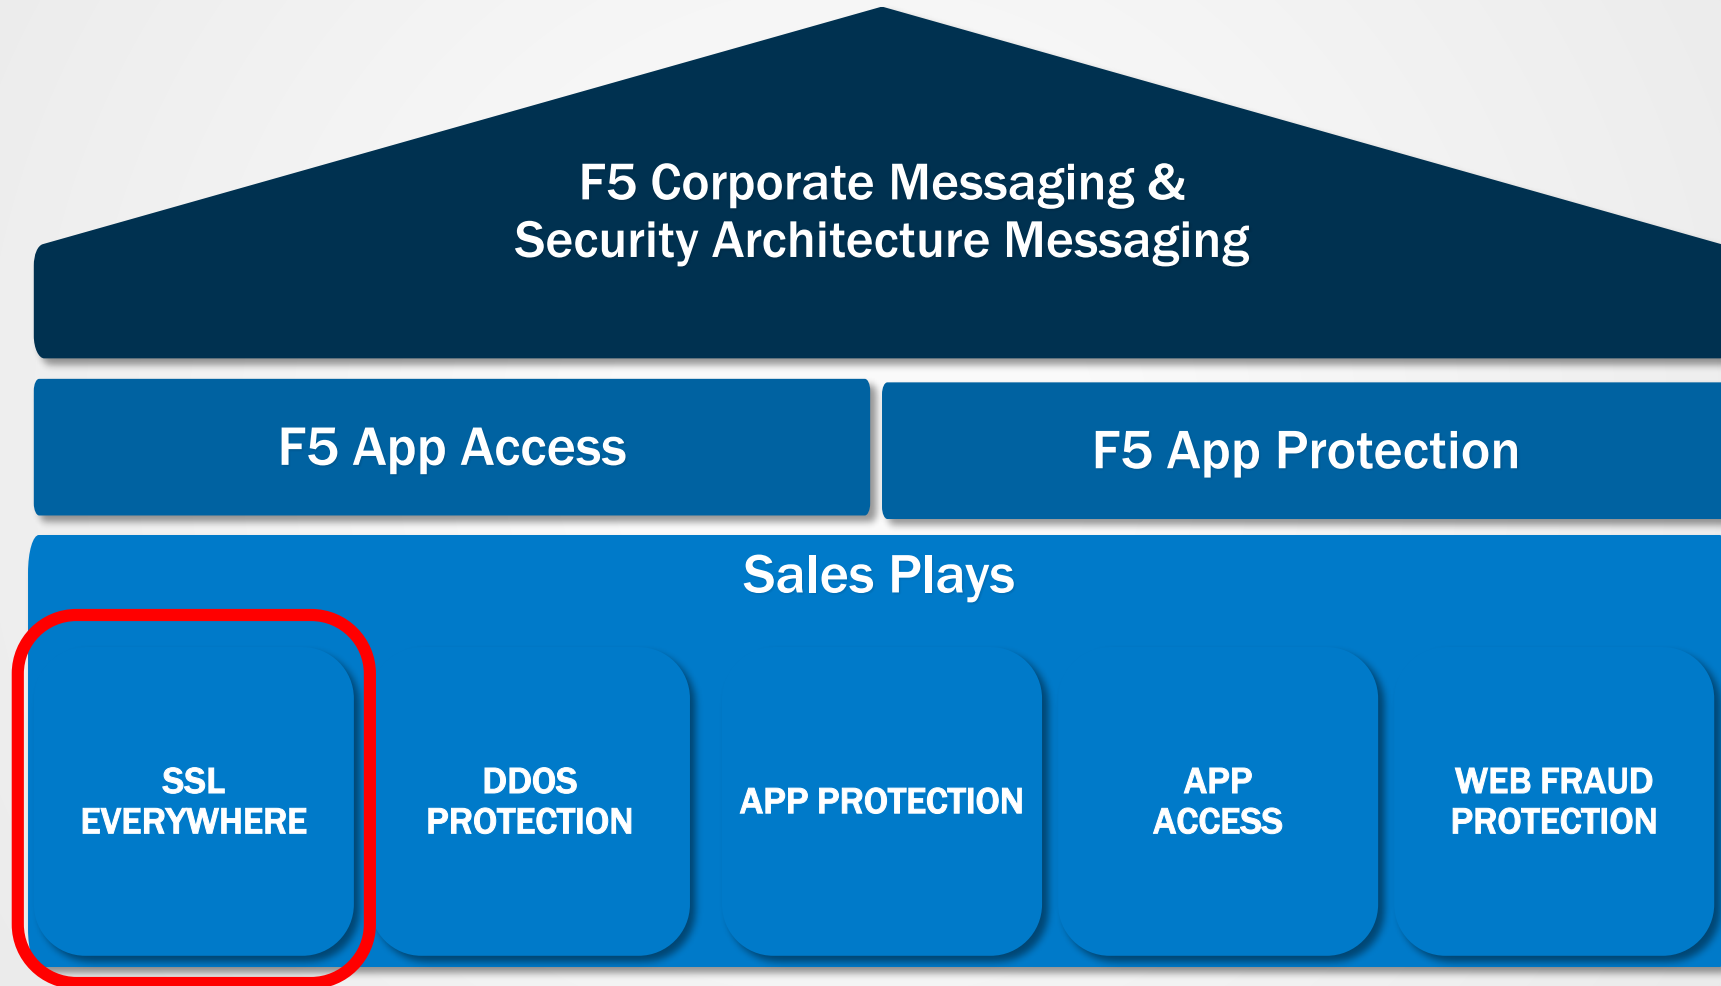 F5 Corporate Messaging &
Security Architecture Messaging
F5 App Access
F5 App Protection
Sales Plays
SSL
EVERYWHERE
DDOS
PROTECTION
APP PROTECTION
APP
ACCESS
WEB FRAUD
PROTECTION